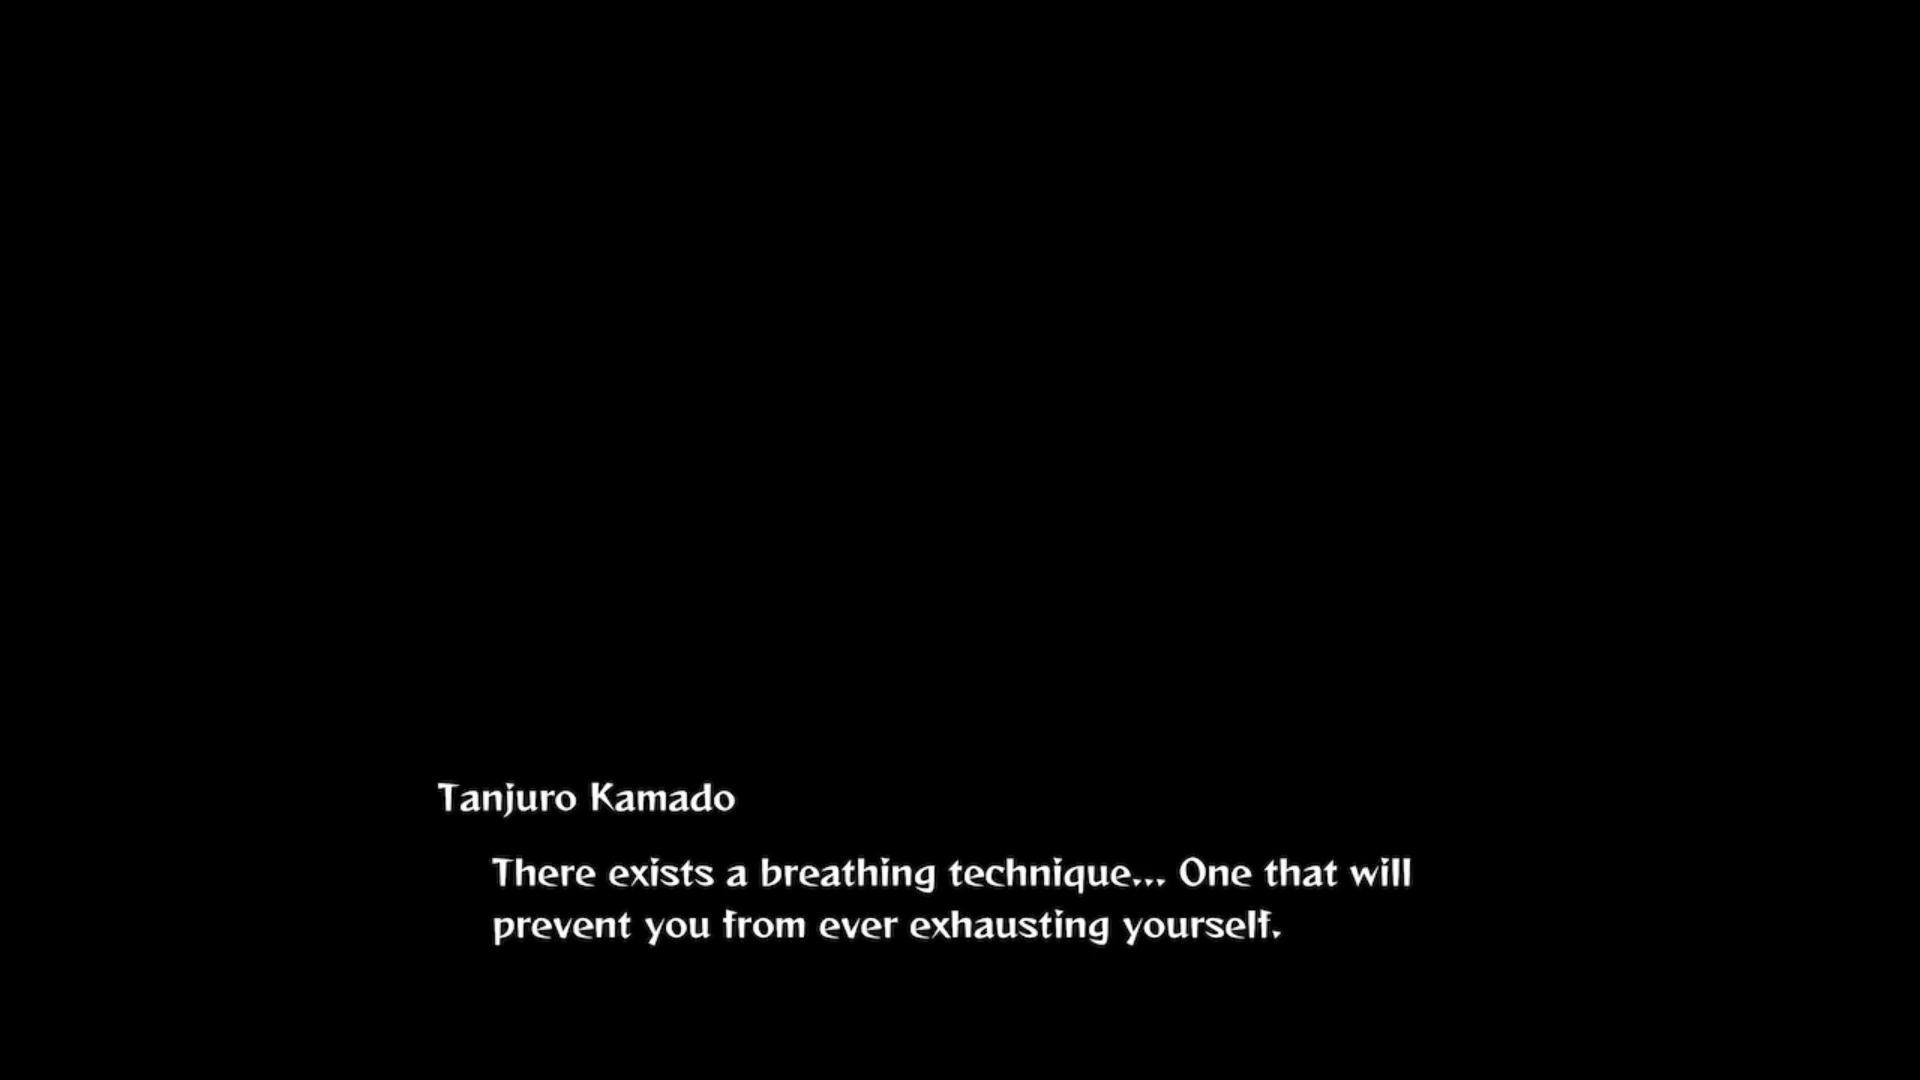 Tanjuro Kamado
There exists a breathing technique... One that will
prevent you from ever exhausting yourself.